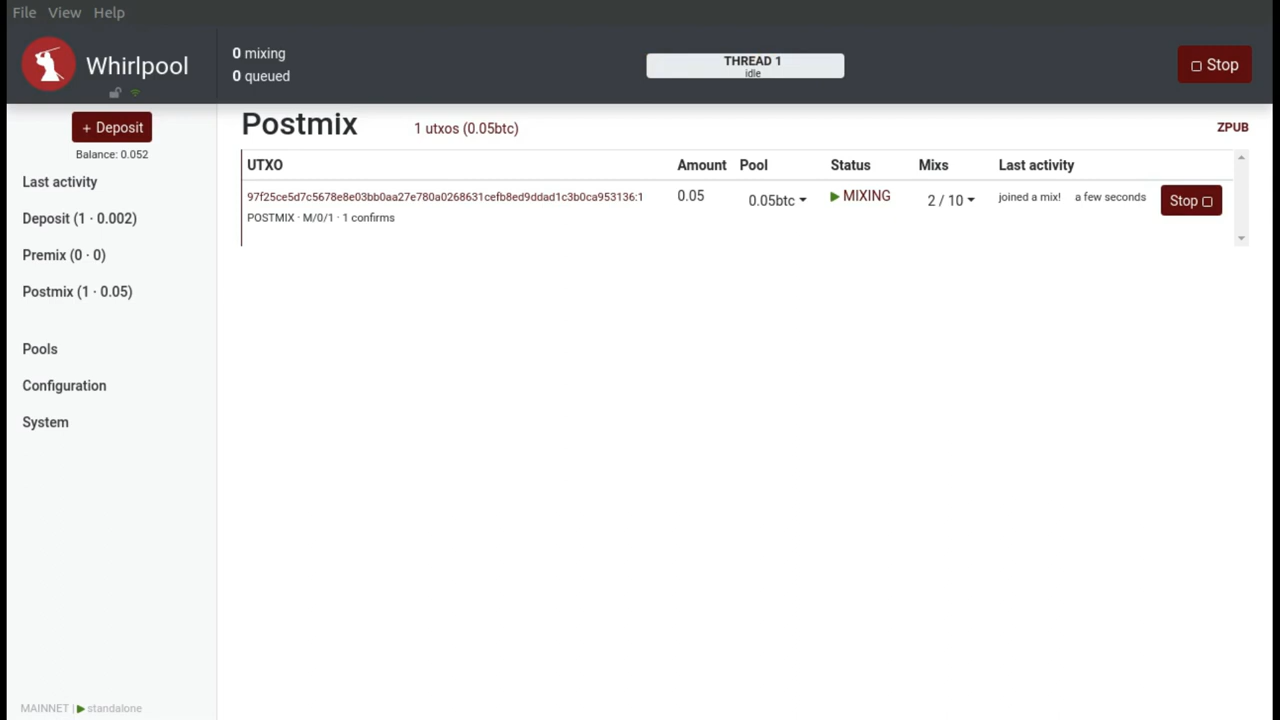 File View Help
Whirlpool
0 mixing
0 queued
THREAD 1
idle
Stop
+ Deposit
Balance: 0.052
Last activity
Deposit (1 · 0.002)
Premix (0 · 0)
Postmix (1 · 0.05)
Pools
Configuration
System
MAINNET | standalone
Postmix 1 utxos (0.05btc) ZPUB
UTXO Amount Pool Status Mixs Last activity
97f25ce5d7c5678e8e03bb0aa27e780a0268631cefb8ed9ddad1c3b0ca953136:1 0.05 0.05btc MIXING 2 / 10 joined a mix! a few seconds Stop
POSTMIX · M/0/1 · 1 confirms